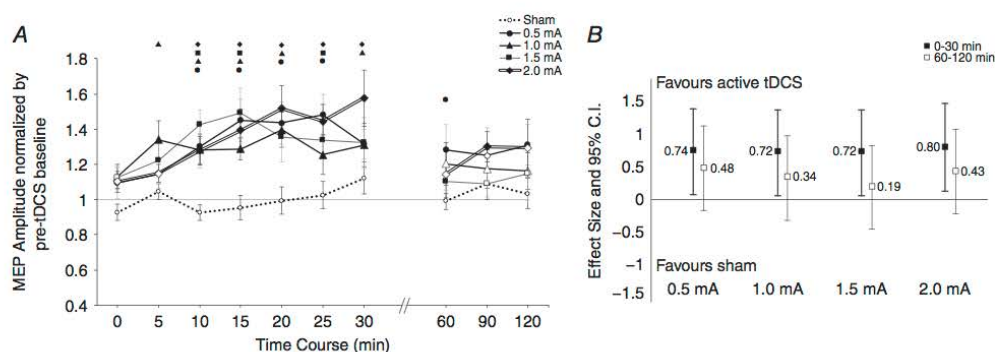 A
Sham
0.5 mA
1.0 mA
1.5 mA
2.0 mA
MEP Amplitude normalized by
pre-tDCS baseline
1.8
1.6
1.4
1.2
1
0.8
0.6
0.4
0 5 10 15 20 25 30 // 60 90 120
Time Course (min)
B
0-30 min
60-120 min
Effect Size and 95% C.I.
Favours active tDCS
1.5
1
0.5
0
−0.5
−1
−1.5
0.74 0.48 0.72 0.34 0.72 0.19 0.80 0.43
Favours sham
0.5 mA 1.0 mA 1.5 mA 2.0 mA